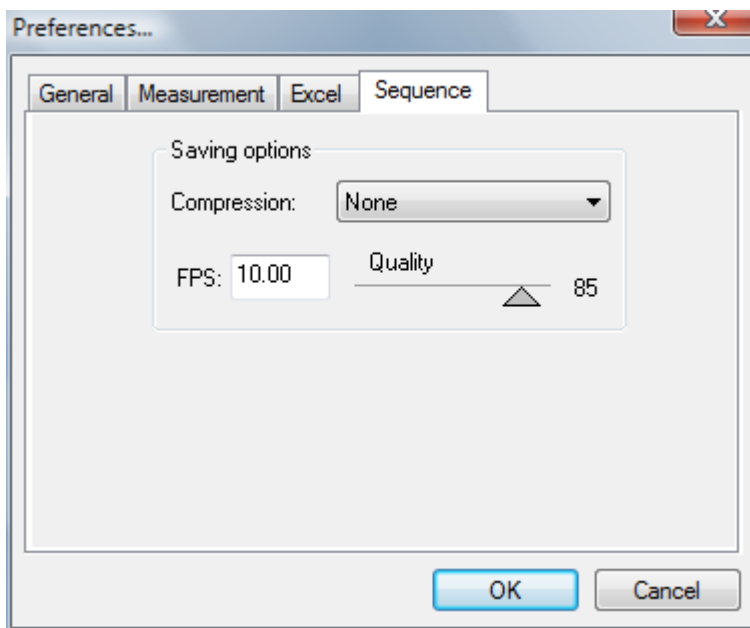 Preferences...
General Measurement Excel Sequence
Saving options
Compression: None
Quality
FPS: 10.00 85
OK Cancel